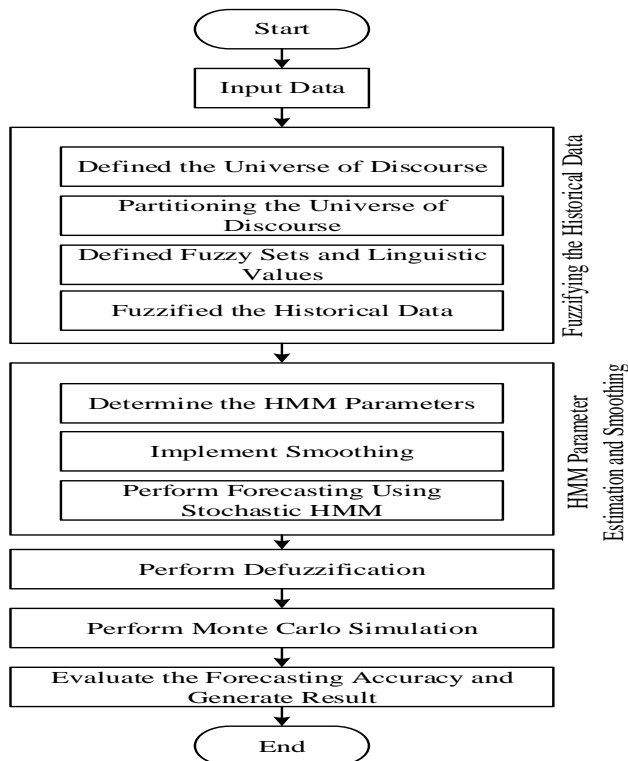 Start
Input Data
Defined the Universe of Discourse
Partitioning the Universe of
Discourse
Defined Fuzzy Sets and Linguistic
Values
Fuzzified the Historical Data
Fuzzifying the Historical Data
Determine the HMM Parameters
Implement Smoothing
Perform Forecasting Using
Stochastic HMM
HMM Parameter
Estimation and Smoothing
Perform Defuzzification
Perform Monte Carlo Simulation
Evaluate the Forecasting Accuracy and
Generate Result
End